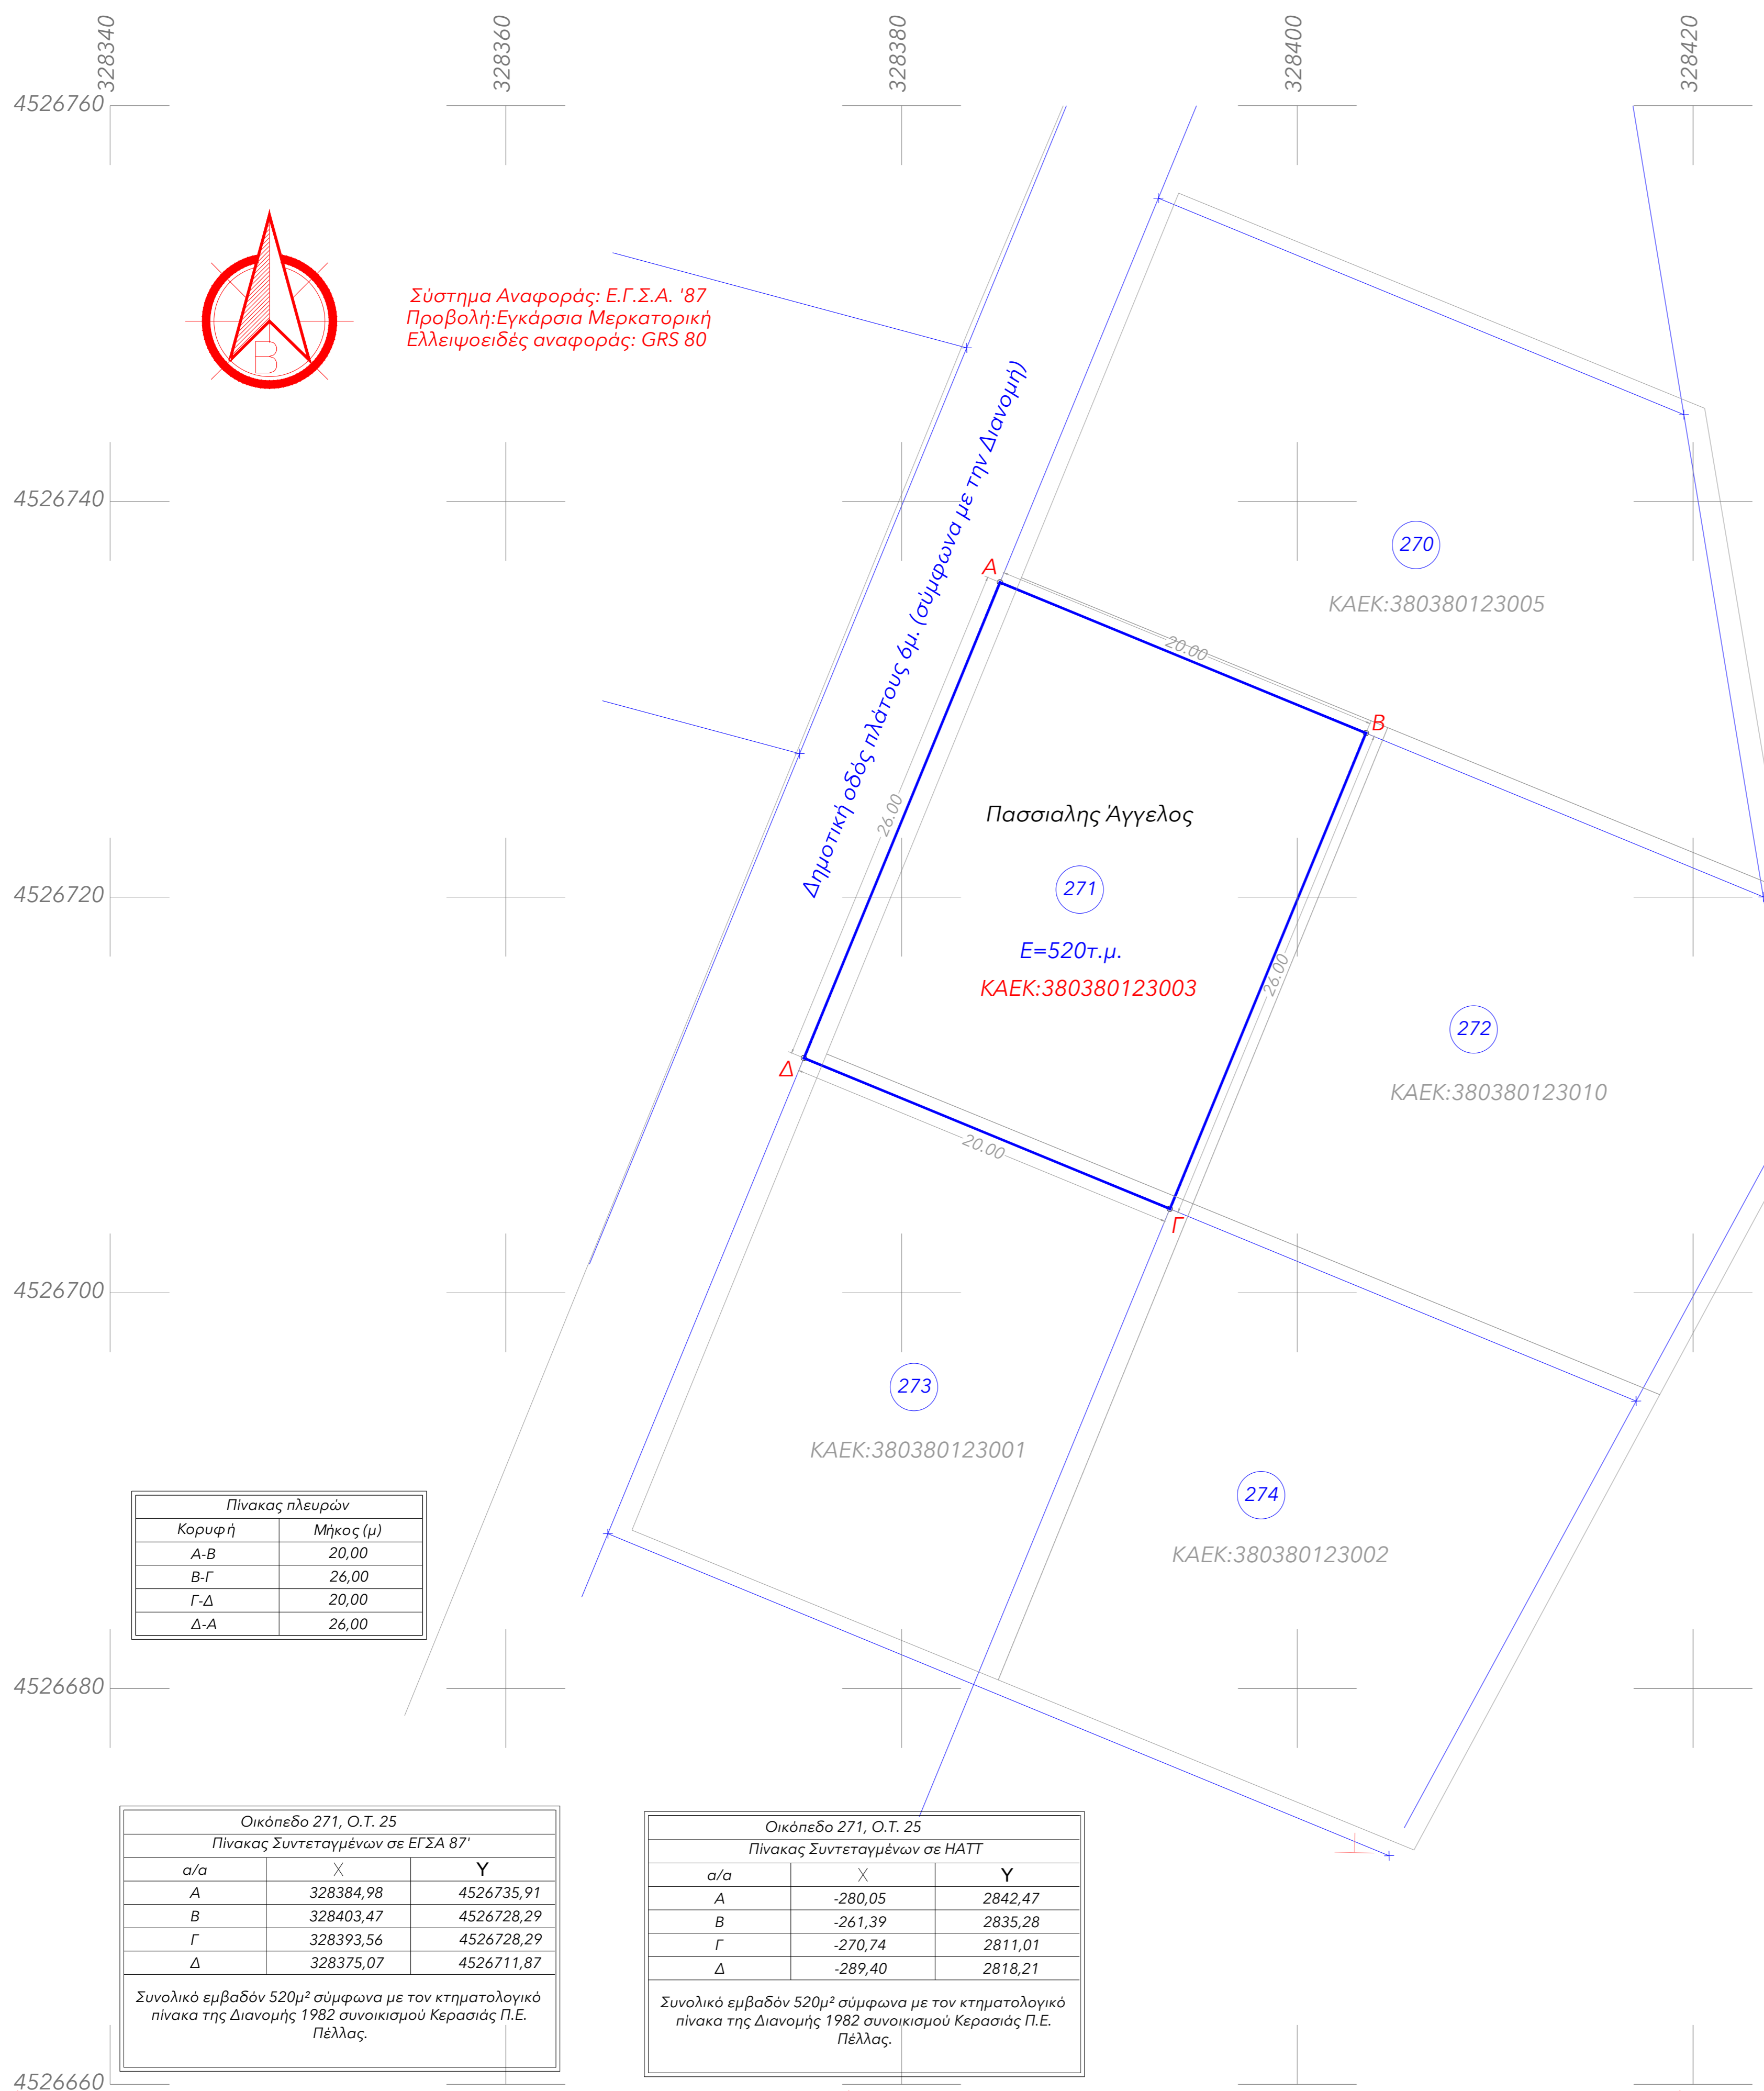 328340
328360
328380
328400
328420
4526760
4526740
4526720
4526700
4526680
4526660
B
Σύστημα Αναφοράς: Ε.Γ.Σ.Α. '87
Προβολή:Εγκάρσια Μερκατορική
Ελλειψοειδές αναφοράς: GRS 80
Δημοτική οδός πλάτους 6μ. (σύμφωνα με την Διανομή)
270
ΚΑΕΚ:380380123005
Α
20.00
Β
26.00
Πασσιαλης Άγγελος
271
Ε=520τ.μ.
ΚΑΕΚ:380380123003
26.00
272
ΚΑΕΚ:380380123010
Δ
20.00
Γ
273
ΚΑΕΚ:380380123001
274
ΚΑΕΚ:380380123002
Πίνακας πλευρών
Κορυφή Μήκος (μ)
Α-Β 20,00
Β-Γ 26,00
Γ-Δ 20,00
Δ-Α 26,00
Οικόπεδο 271, Ο.Τ. 25
Πίνακας Συντεταγμένων σε ΕΓΣΑ 87'
α/α X Y
Α 328384,98 4526735,91
Β 328403,47 4526728,29
Γ 328393,56 4526728,29
Δ 328375,07 4526711,87
Συνολικό εμβαδόν 520μ² σύμφωνα με τον κτηματολογικό
πίνακα της Διανομής 1982 συνοικισμού Κερασιάς Π.Ε.
Πέλλας.
Οικόπεδο 271, Ο.Τ. 25
Πίνακας Συντεταγμένων σε ΗΑΤΤ
α/α X Y
Α -280,05 2842,47
Β -261,39 2835,28
Γ -270,74 2811,01
Δ -289,40 2818,21
Συνολικό εμβαδόν 520μ² σύμφωνα με τον κτηματολογικό
πίνακα της Διανομής 1982 συνοικισμού Κερασιάς Π.Ε.
Πέλλας.